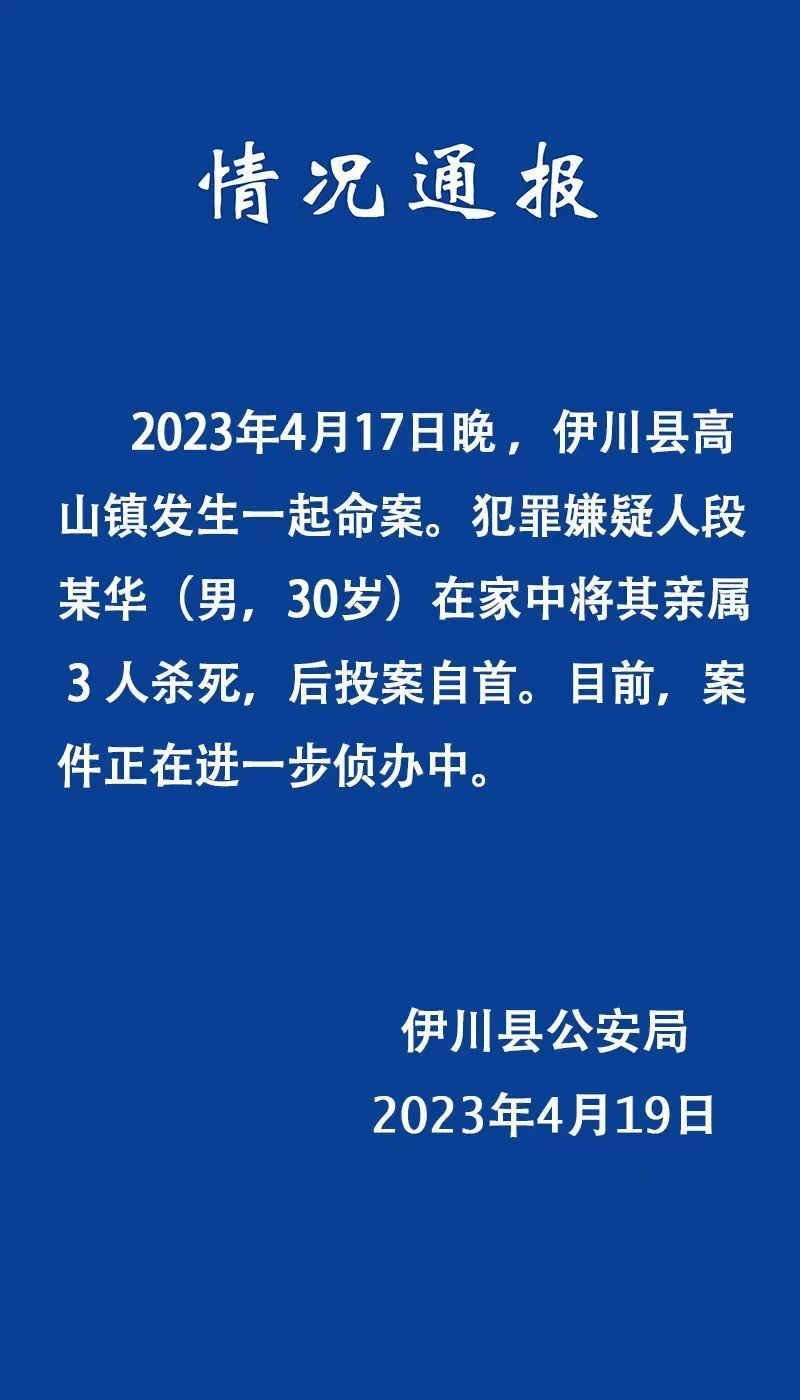 情况通报
2023年4月17日晚，伊川县高
山镇发生一起命案。犯罪嫌疑人段
某华（男，30岁）在家中将其亲属
3人杀死，后投案自首。目前，案
件正在进一步侦办中。
伊川县公安局
2023年4月19日